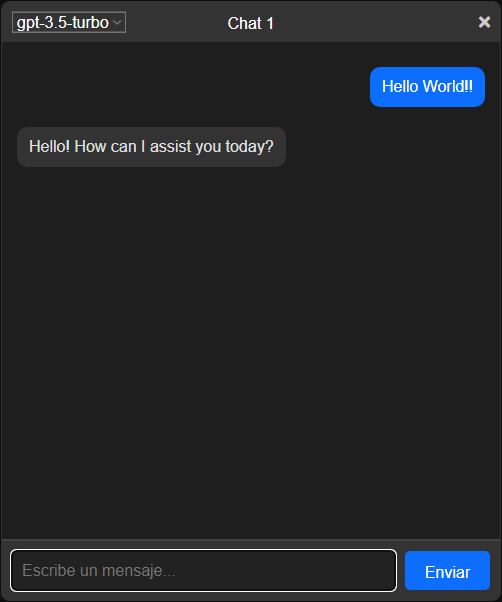 gpt-3.5-turbo
Chat 1
Hello World!!
Hello! How can I assist you today?
Escribe un mensaje...
Enviar